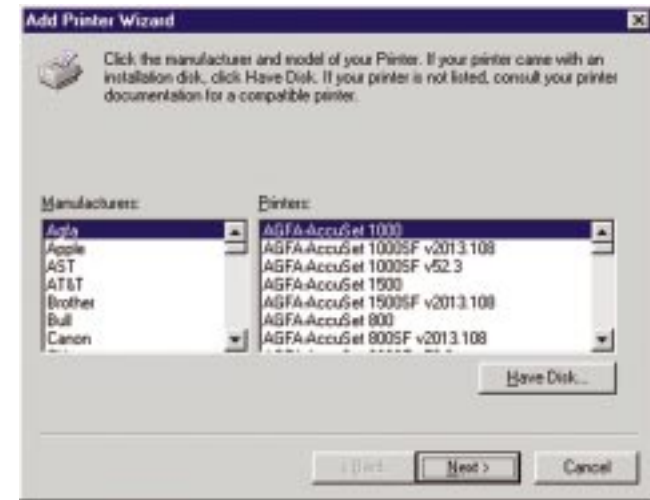 Add Printer Wizard
Click the manufacturer and model of your Printer. If your printer came with an
installation disk, click Have Disk. If your printer is not listed, consult your printer
documentation for a compatible printer.
Manufacturers:
Printers:
Agfa
Apple
AST
AT&T
Brother
Bull
Canon
AGFA-AccuSet 1000
AGFA-AccuSet 1000SF v2013.108
AGFA-AccuSet 1000SF v52.3
AGFA-AccuSet 1500
AGFA-AccuSet 1500SF v2013.108
AGFA-AccuSet 800
AGFA-AccuSet 800SF v2013.108
Have Disk...
< Back
Next >
Cancel